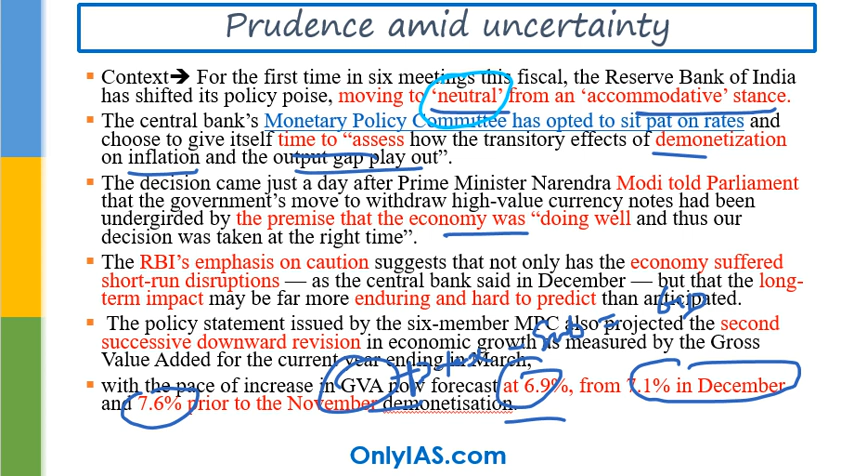 Prudence amid uncertainty
▪ Context➔ For the first time in six meetings this fiscal, the Reserve Bank of India
has shifted its policy poise, moving to ‘neutral’ from an ‘accommodative’ stance.
▪ The central bank’s Monetary Policy Committee has opted to sit pat on rates and
choose to give itself time to “assess how the transitory effects of demonetization
on inflation and the output gap play out”.
▪ The decision came just a day after Prime Minister Narendra Modi told Parliament
that the government’s move to withdraw high-value currency notes had been
undergirded by the premise that the economy was “doing well and thus our
decision was taken at the right time”.
▪ The RBI’s emphasis on caution suggests that not only has the economy suffered
short-run disruptions — as the central bank said in December — but that the long-
term impact may be far more enduring and hard to predict than anticipated.
GDP
▪ The policy statement issued by the six-member MPC also projected the second
successive downward revision in economic growth as measured by the Gross
Value Added for the current year ending in March,
+ tax - Sub =
▪ with the pace of increase in GVA now forecast at 6.9%, from 7.1% in December
and 7.6% prior to the November demonetisation.
OnlyIAS.com